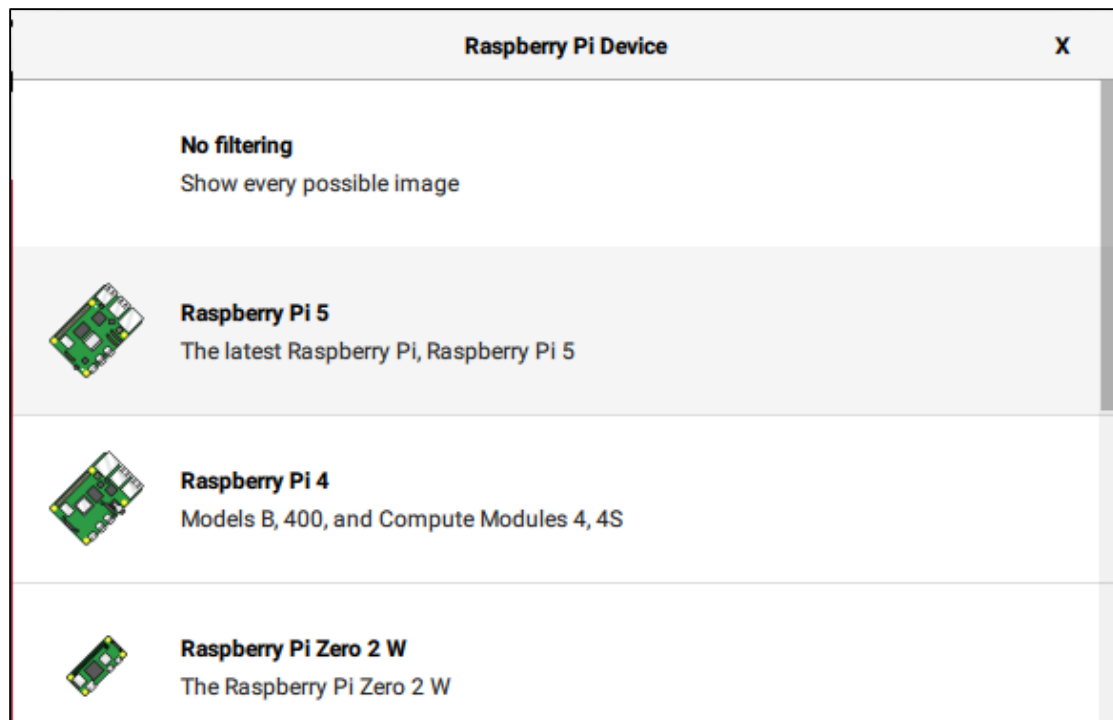 Raspberry Pi Device
X
No filtering
Show every possible image
Raspberry Pi 5
The latest Raspberry Pi, Raspberry Pi 5
Raspberry Pi 4
Models B, 400, and Compute Modules 4, 4S
Raspberry Pi Zero 2 W
The Raspberry Pi Zero 2 W